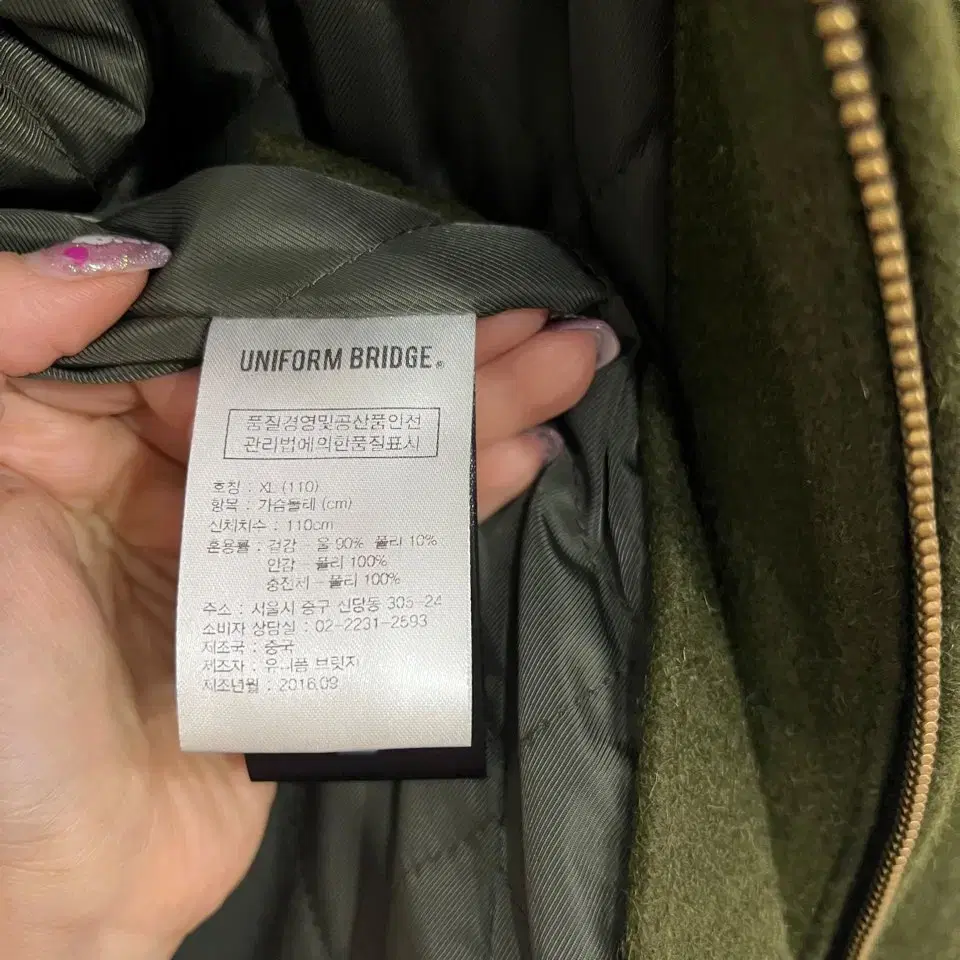 UNIFORM BRIDGE®
품질경영및공산품안전
관리법에의한품질표시
호칭 : XL (110)
항목 : 가슴둘레 (cm)
신체치수 : 110cm
혼용률 : 겉감 - 울 90% 폴리 10%
안감 - 폴리 100%
충전체 - 폴리 100%
주소 : 서울시 중구 신당동 305-24
소비자 상담실 : 02-2231-2593
제조국 : 중국
제조자 : 유니폼 브릿지
제조년월 : 2016.09